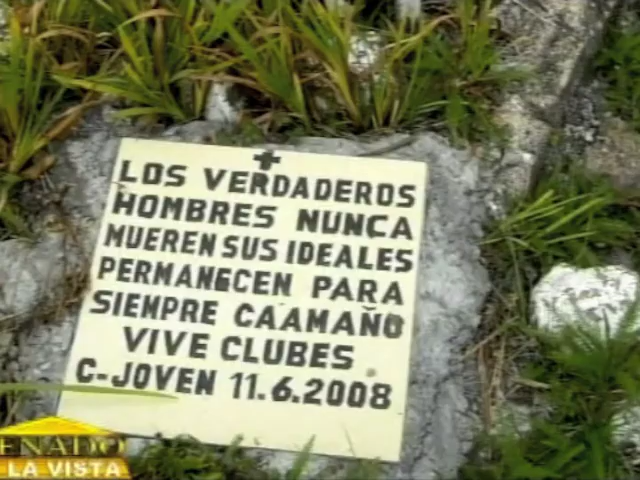 LOS VERDADEROS
HOMBRES NUNCA
MUEREN SUS IDEALES
PERMANECEN PARA
SIEMPRE CAAMAÑO
VIVE CLUBES
C-JOVEN 11.6.2008
ENADO
LA VISTA